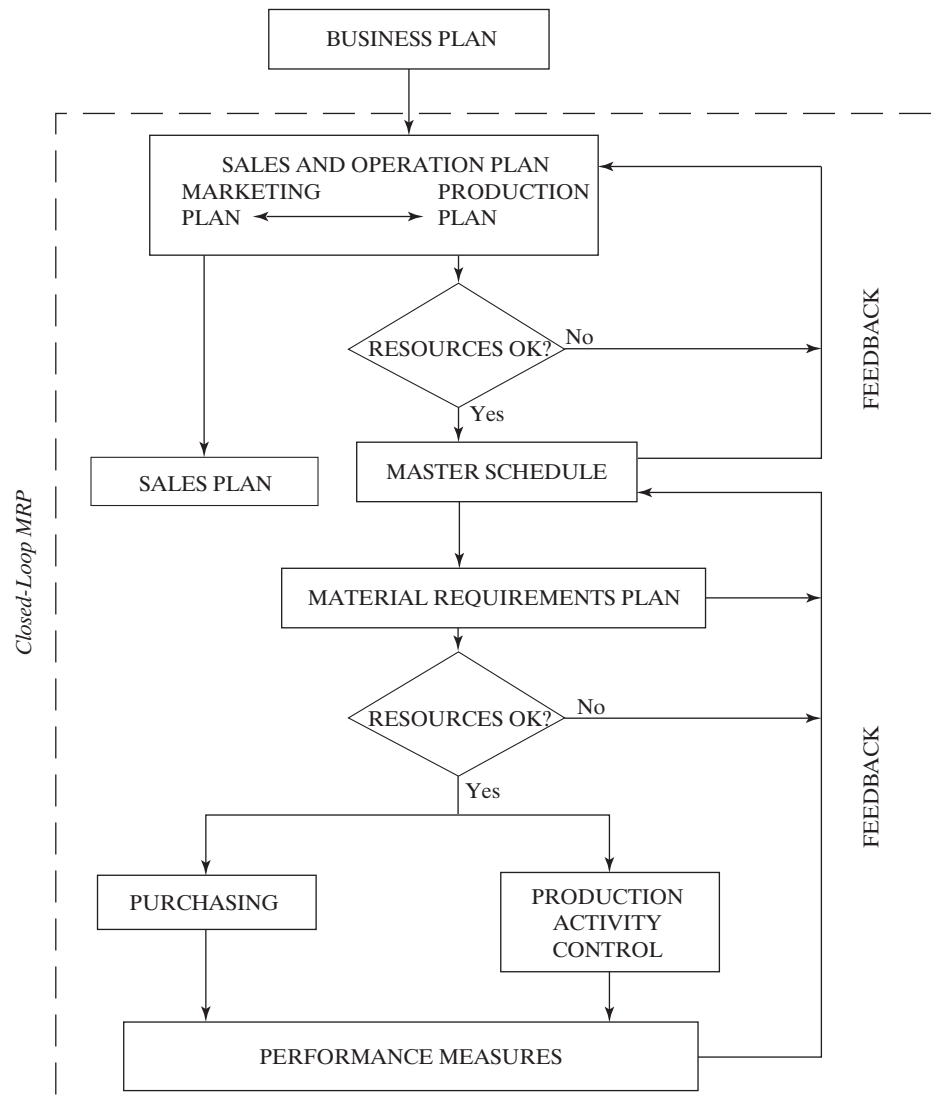 BUSINESS PLAN
SALES AND OPERATION PLAN
MARKETING
PLAN
PRODUCTION
PLAN
RESOURCES OK?
No
Yes
FEEDBACK
SALES PLAN
MASTER SCHEDULE
Closed-Loop MRP
MATERIAL REQUIREMENTS PLAN
RESOURCES OK?
No
Yes
FEEDBACK
PURCHASING
PRODUCTION
ACTIVITY
CONTROL
PERFORMANCE MEASURES